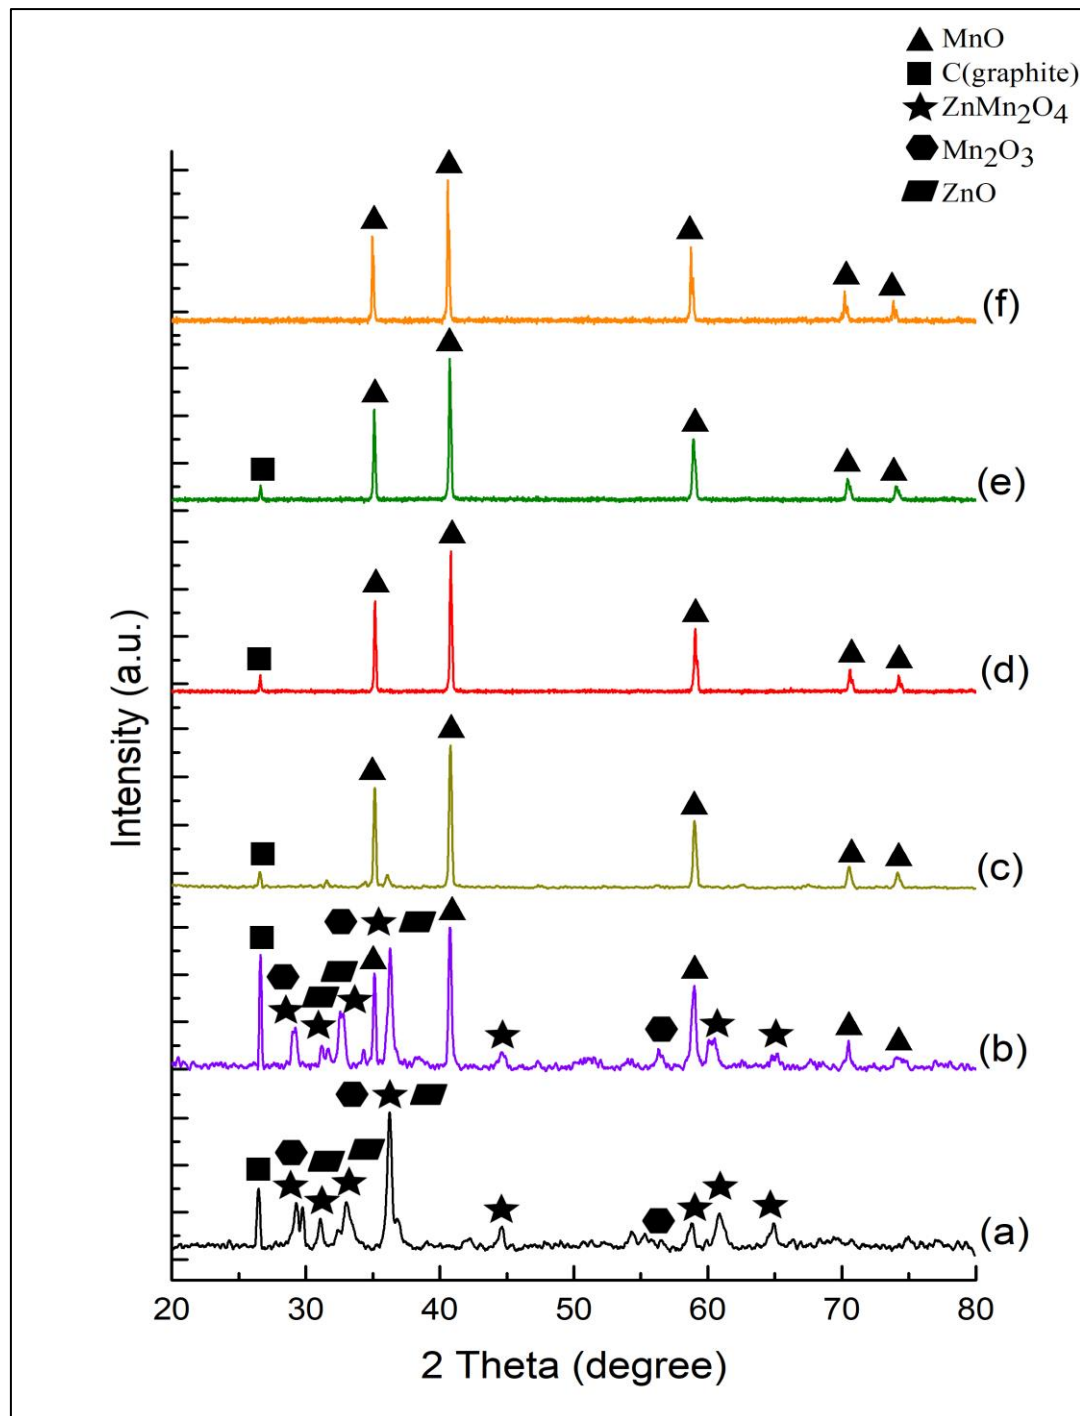 MnO
C(graphite)
ZnMn₂O₄
Mn₂O₃
ZnO
(f)
(e)
(d)
(c)
(b)
(a)
Intensity (a.u.)
20 30 40 50 60 70 80
2 Theta (degree)